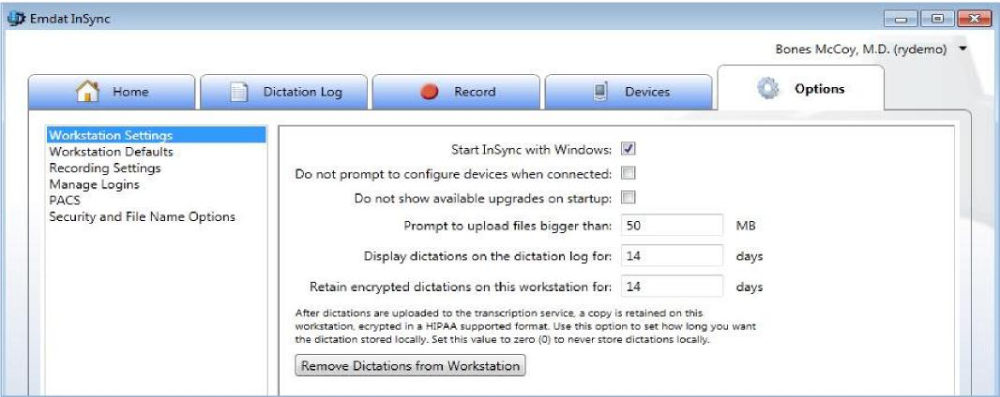 Emdat InSync
Bones McCoy, M.D. (rydemo)
Home
Dictation Log
Record
Devices
Options
Workstation Settings
Workstation Defaults
Recording Settings
Manage Logins
PACS
Security and File Name Options
Start InSync with Windows:
Do not prompt to configure devices when connected:
Do not show available upgrades on startup:
Prompt to upload files bigger than: 50 MB
Display dictations on the dictation log for: 14 days
Retain encrypted dictations on this workstation for: 14 days
After dictations are uploaded to the transcription service, a copy is retained on this
workstation, ecrypted in a HIPAA supported format. Use this option to set how long you want
the dictation stored locally. Set this value to zero (0) to never store dictations locally.
Remove Dictations from Workstation